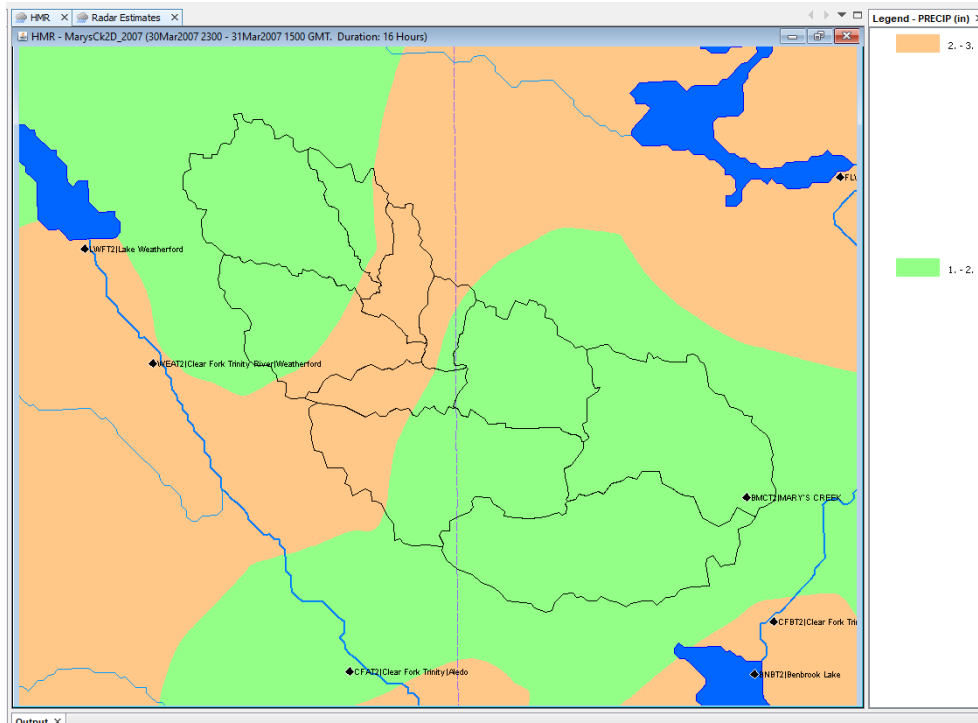 HMR
Radar Estimates
Legend - PRECIP (in)
HMR - MarysCk2D_2007 (30Mar2007 2300 - 31Mar2007 1500 GMT. Duration: 16 Hours)
2. - 3.
LWFT2|Lake Weatherford
1. - 2.
WEAT2|Clear Fork Trinity River|Weatherford
BMCT2|MARY'S CREEK
CFBT2|Clear Fork Tri
CFAT2|Clear Fork Trinity|Aledo
BNBT2|Benbrook Lake
Output